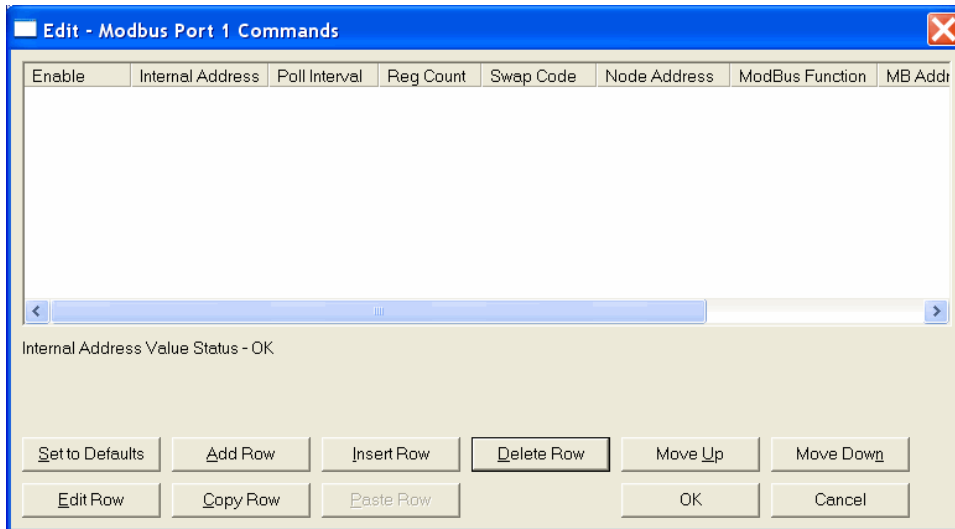 Edit - Modbus Port 1 Commands
Enable Internal Address Poll Interval Reg Count Swap Code Node Address ModBus Function MB Addr
Internal Address Value Status - OK
Set to Defaults Add Row Insert Row Delete Row Move Up Move Down
Edit Row Copy Row Paste Row OK Cancel